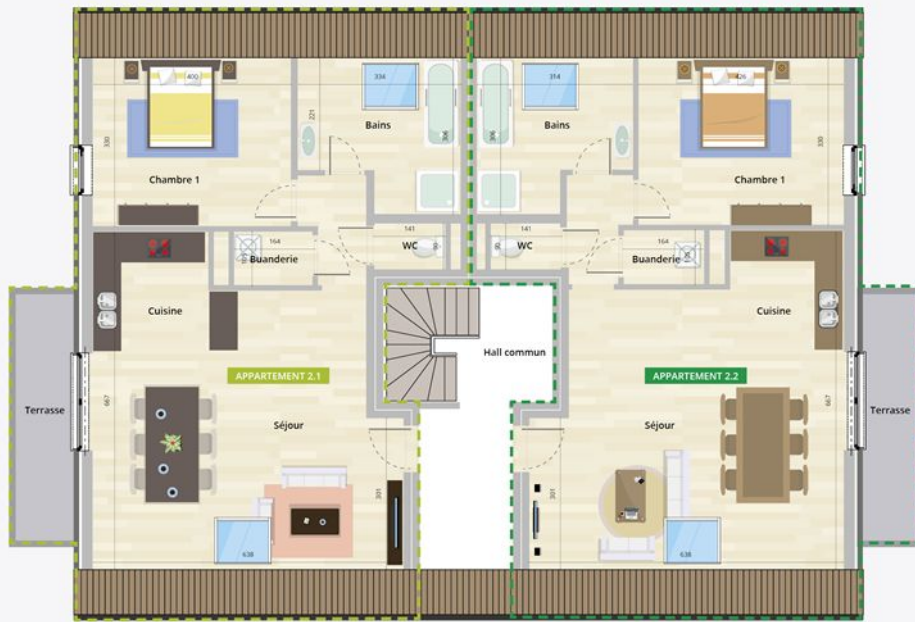 400
334
314
426
221
306
306
Bains
Bains
330
330
Chambre 1
Chambre 1
164
141
141
164
WC
90
90
WC
Buanderie
Buanderie
Cuisine
Cuisine
Hall commun
APPARTEMENT 2.1
APPARTEMENT 2.2
667
667
Terrasse
Terrasse
Séjour
Séjour
301
301
638
638